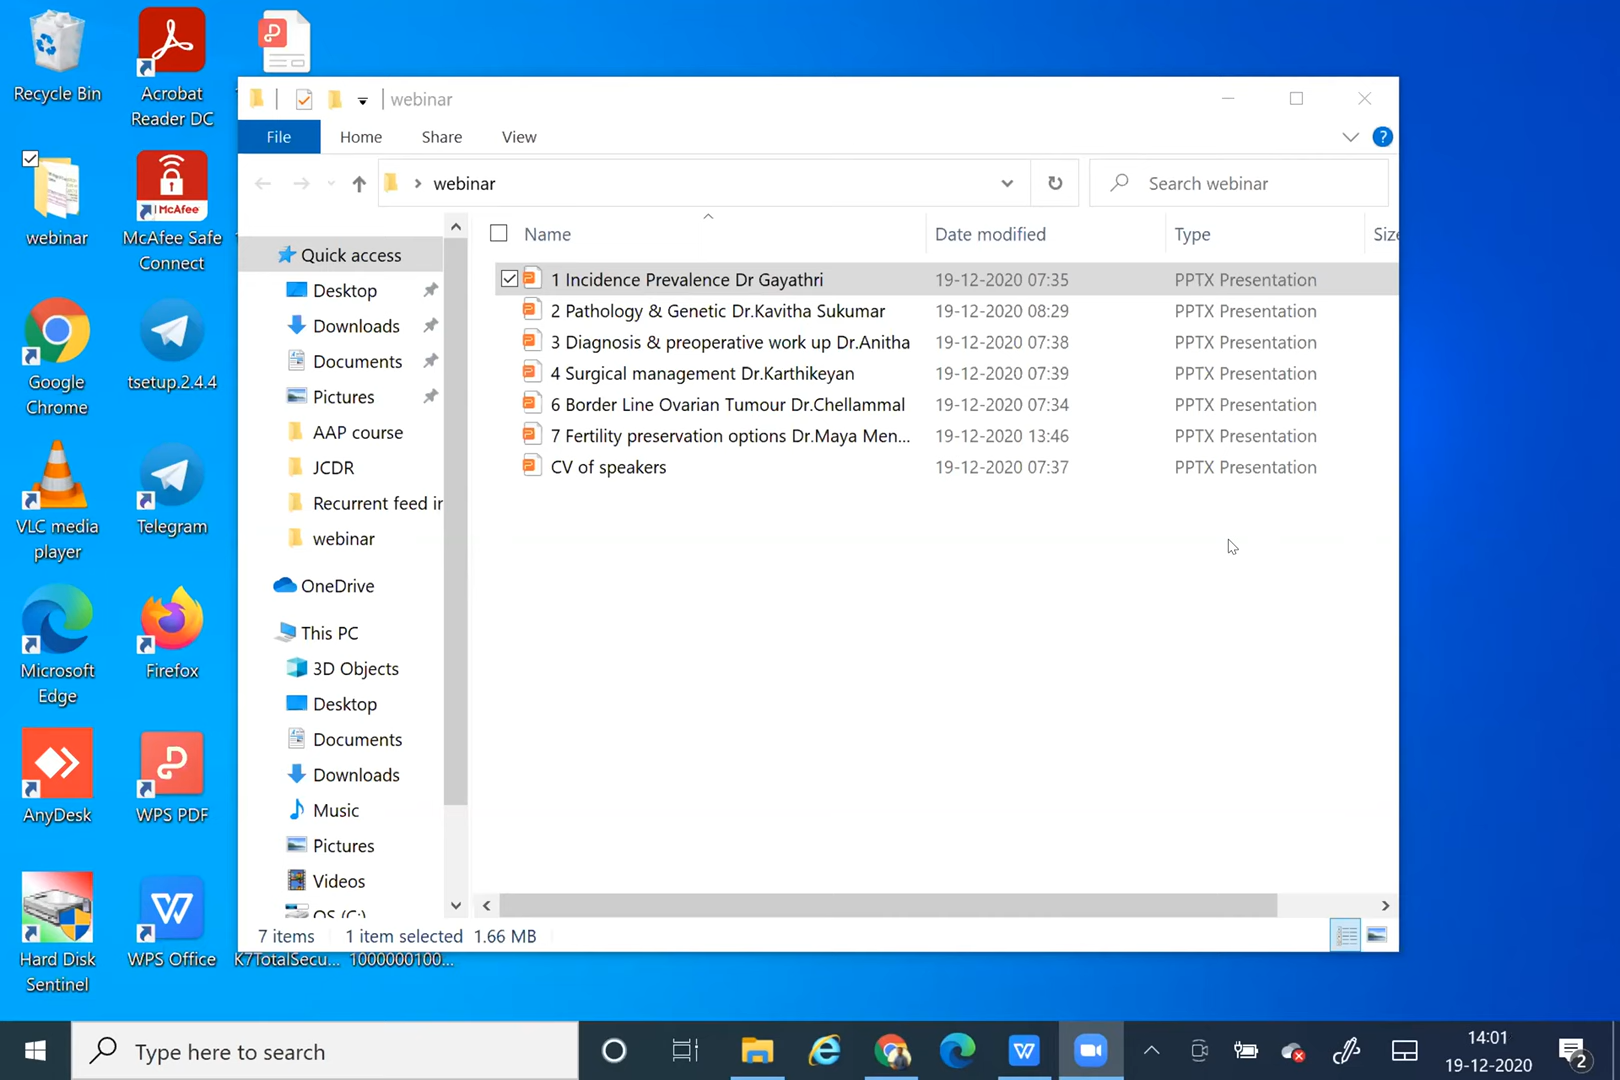 Recycle Bin
Acrobat
Reader DC
webinar
McAfee
McAfee Safe
Connect
Google
Chrome
tsetup.2.4.4
VLC media
player
Telegram
Microsoft
Edge
Firefox
AnyDesk
WPS PDF
Hard Disk
Sentinel
WPS Office
K7TotalSecu...
1000000100...
webinar
File
Home
Share
View
webinar
Search webinar
Quick access
Desktop
Downloads
Documents
Pictures
AAP course
JCDR
Recurrent feed in
webinar
OneDrive
This PC
3D Objects
Desktop
Documents
Downloads
Music
Pictures
Videos
OS (C:)
Name Date modified Type Size
1 Incidence Prevalence Dr Gayathri 19-12-2020 07:35 PPTX Presentation
2 Pathology & Genetic Dr.Kavitha Sukumar 19-12-2020 08:29 PPTX Presentation
3 Diagnosis & preoperative work up Dr.Anitha 19-12-2020 07:38 PPTX Presentation
4 Surgical management Dr.Karthikeyan 19-12-2020 07:39 PPTX Presentation
6 Border Line Ovarian Tumour Dr.Chellammal 19-12-2020 07:34 PPTX Presentation
7 Fertility preservation options Dr.Maya Men... 19-12-2020 13:46 PPTX Presentation
CV of speakers 19-12-2020 07:37 PPTX Presentation
7 items 1 item selected 1.66 MB
Type here to search
14:01
19-12-2020
2